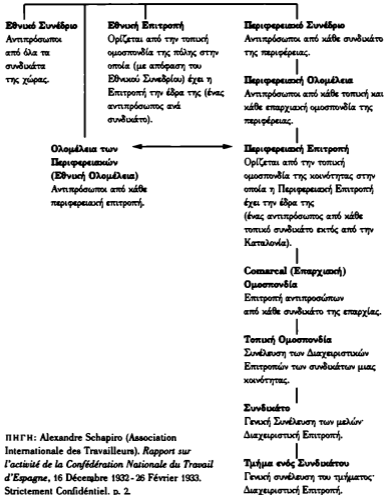 Εθνικό Συνέδριο
Αντιπρόσωποι
από όλα τα
συνδικάτα
της χώρας.
Εθνική Επιτροπή
Ορίζεται από την τοπική
ομοσπονδία της πόλης στην
οποία (με απόφαση του
Εθνικού Συνεδρίου) έχει η
Επιτροπή την έδρα της (ένας
αντιπρόσωπος ανά
συνδικάτο).
Περιφερειακό Συνέδριο
Αντιπρόσωποι από κάθε συνδικάτο
της περιφέρειας.
Περιφερειακή Ολομέλεια
Αντιπρόσωποι από κάθε τοπική και
κάθε επαρχιακή ομοσπονδία της
περιφέρειας.
Ολομέλεια των
Περιφερειακών
(Εθνική Ολομέλεια)
Αντιπρόσωποι από κάθε
περιφερειακή επιτροπή.
Περιφερειακή Επιτροπή
Ορίζεται από την τοπική
ομοσπονδία της κοινότητας στην
οποία η Περιφερειακή Επιτροπή
έχει την έδρα της
(ένας αντιπρόσωπος από κάθε
τοπικό συνδικάτο εκτός από την
Καταλονία).
Comarcal (Επαρχιακή)
Ομοσπονδία
Επιτροπή αντιπροσώπων
από κάθε συνδικάτο της επαρχίας.
Τοπική Ομοσπονδία
Συνέλευση των Διαχειριστικών
Επιτροπών των συνδικάτων μιας
κοινότητας.
Συνδικάτο
Γενική Συνέλευση των μελών·
Διαχειριστική Επιτροπή.
Τμήμα ενός Συνδικάτου
Γενική συνέλευση του τμήματος·
Διαχειριστική Επιτροπή.
ΠΗΓΗ: Alexandre Schapiro (Association
Internationale des Travailleurs). Rapport sur
l'activité de la Confédération Nationale du Travail
d'Espagne, 16 Décembre 1932-26 Février 1933.
Strictement Confidéntiel. p. 2.